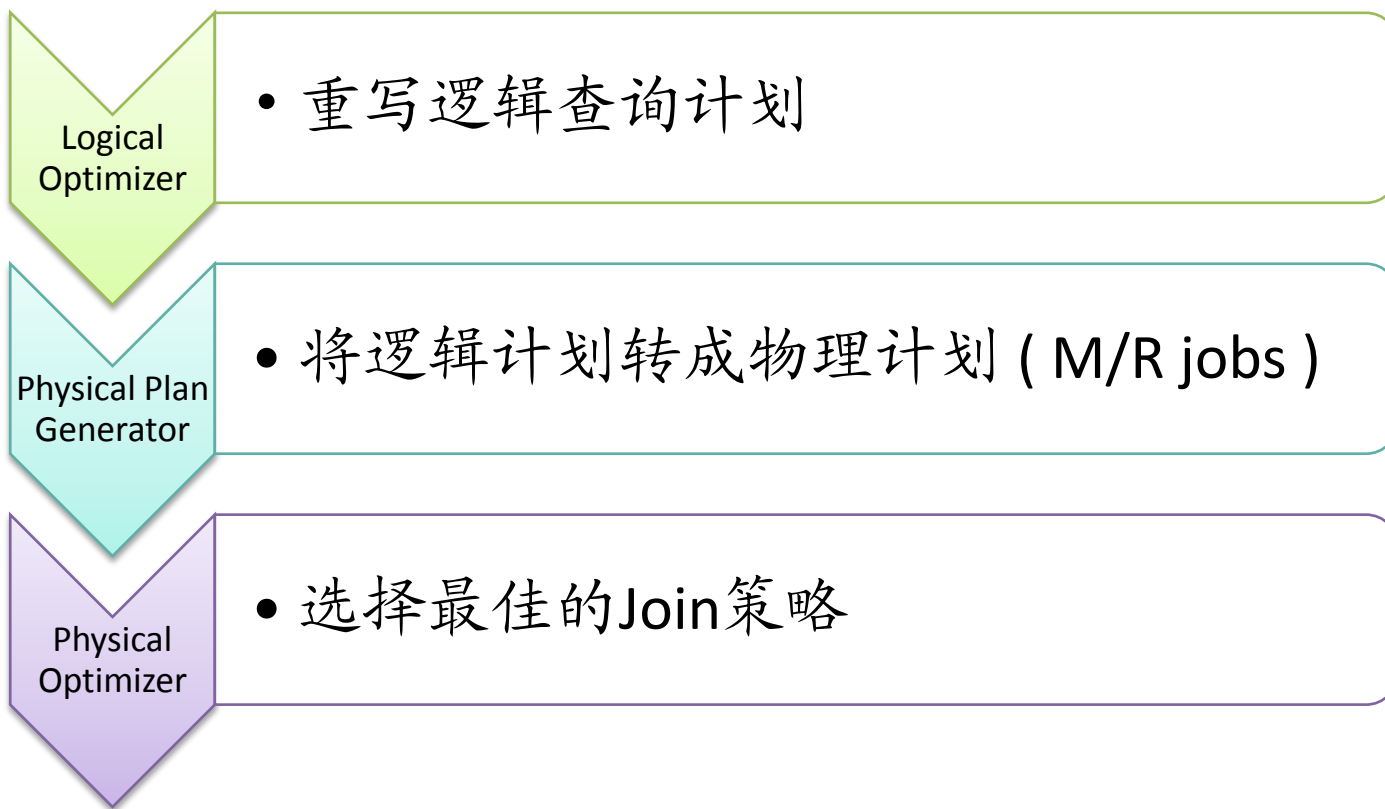 Logical
Optimizer
• 重写逻辑查询计划
Physical Plan
Generator
• 将逻辑计划转成物理计划 ( M/R jobs )
Physical
Optimizer
• 选择最佳的Join策略